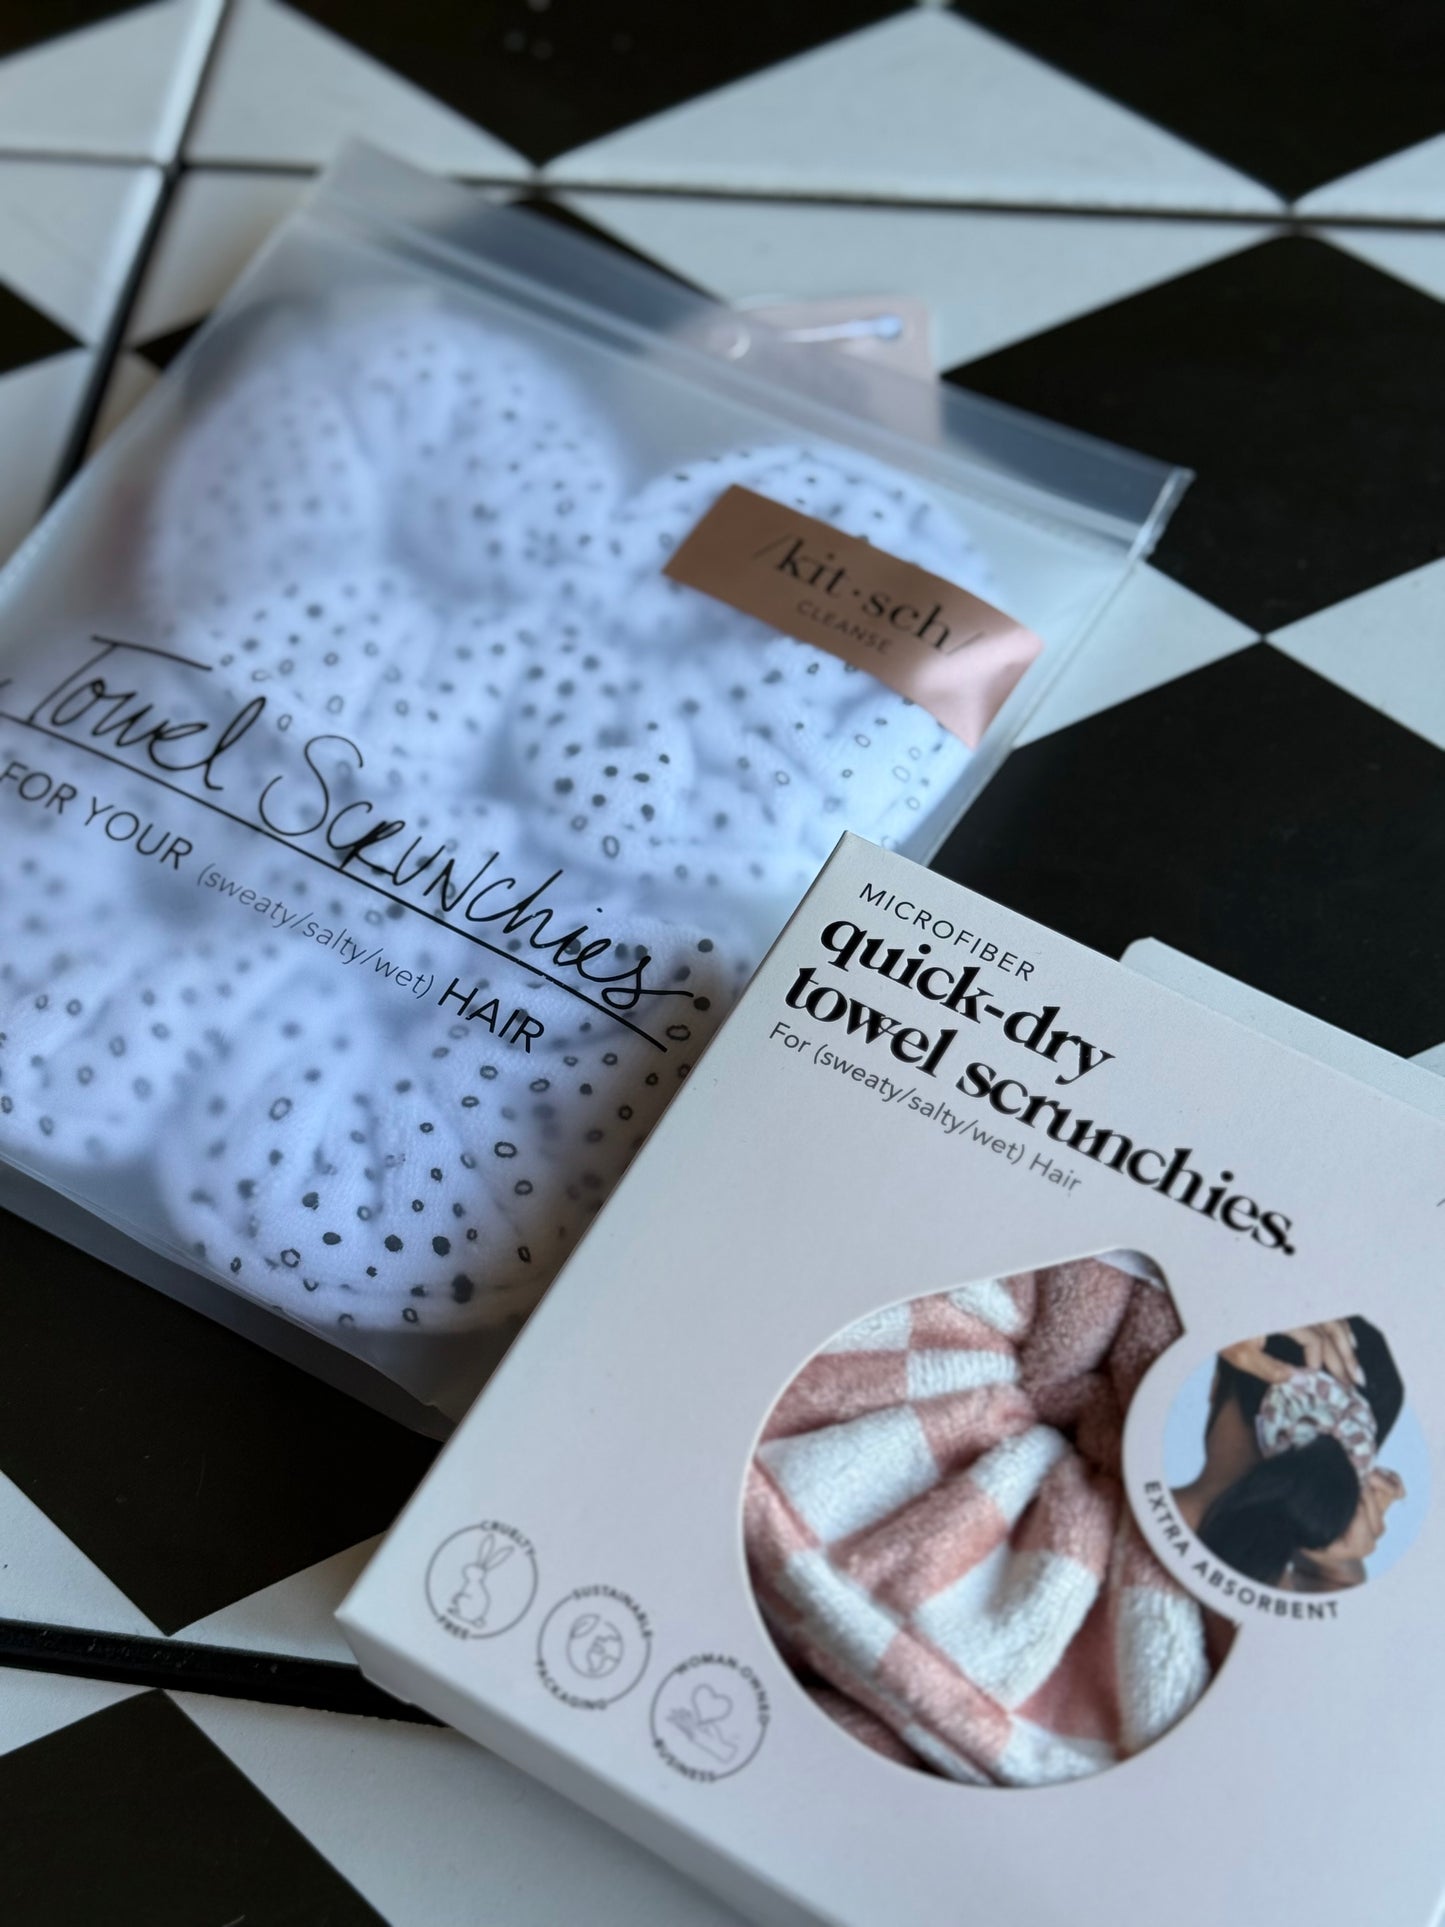 /kit·sch/
CLEANSE
Towel Scrunchies
FOR YOUR (sweaty/salty/wet) HAIR
MICROFIBER
quick-dry
towel scrunchies.
For (sweaty/salty/wet) Hair
EXTRA ABSORBENT
CRUELTY
FREE
SUSTAINABLE
PACKAGING
WOMAN-OWNED
BUSINESS